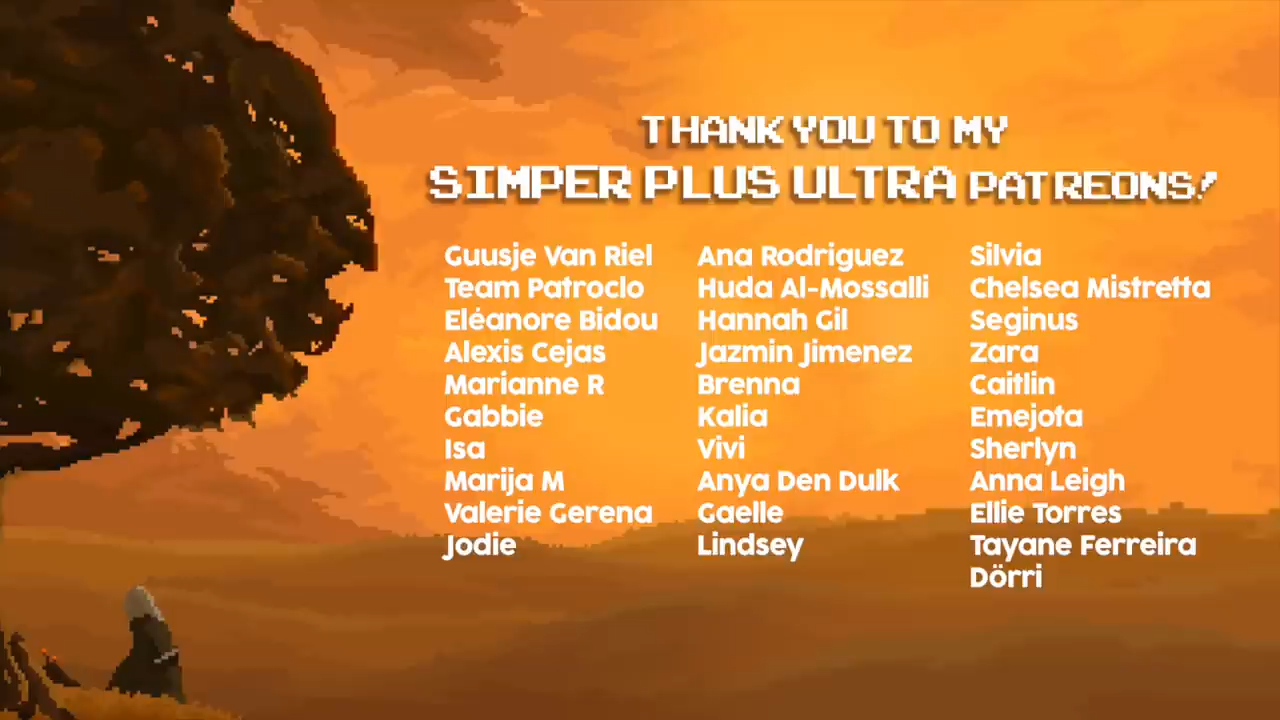 THANK YOU TO MY
SIMPER PLUS ULTRA PATREONS!
Guusje Van Riel
Team Patroclo
Eléanore Bidou
Alexis Cejas
Marianne R
Gabbie
Isa
Marija M
Valerie Gerena
Jodie
Ana Rodriguez
Huda Al-Mossalli
Hannah Gil
Jazmin Jimenez
Brenna
Kalia
Vivi
Anya Den Dulk
Gaelle
Lindsey
Silvia
Chelsea Mistretta
Seginus
Zara
Caitlin
Emejota
Sherlyn
Anna Leigh
Ellie Torres
Tayane Ferreira
Dörri